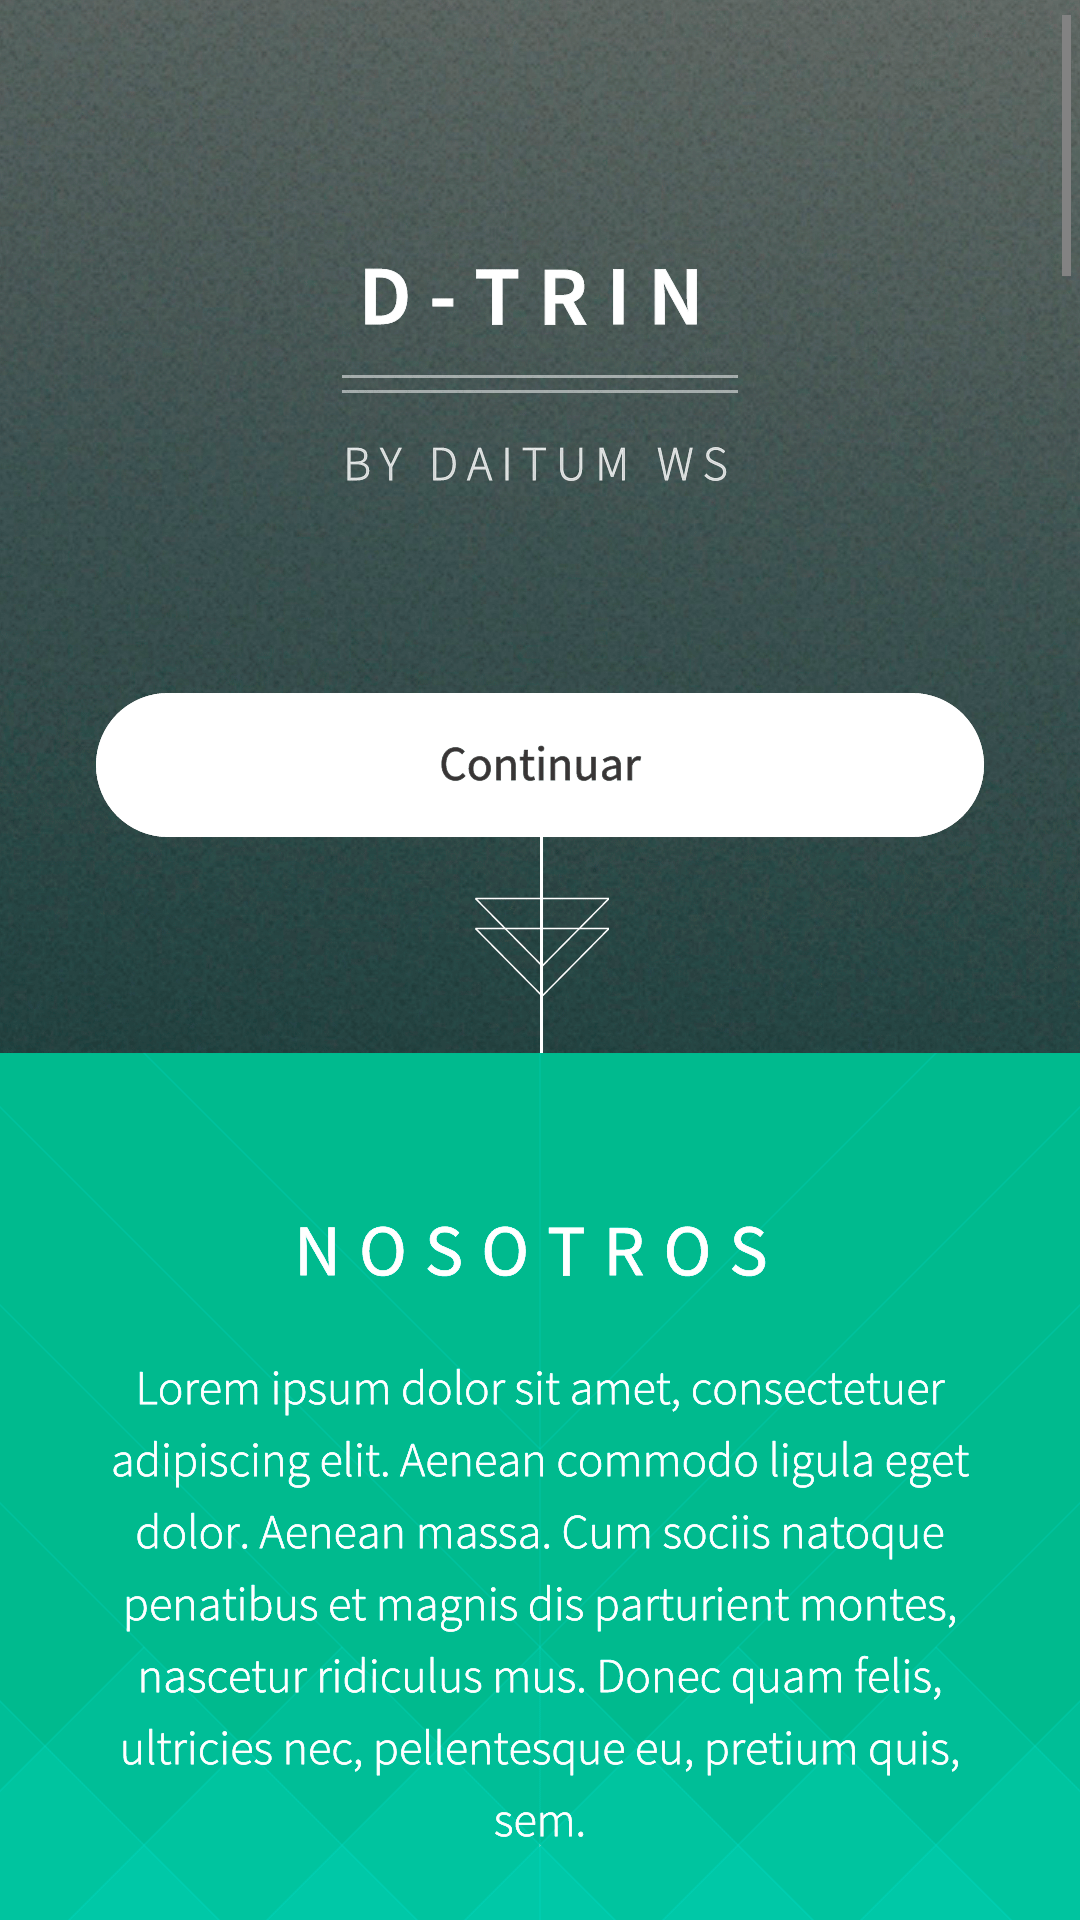 D-TRIN
BY DAITUM WS
Continuar
NOSOTROS
Lorem ipsum dolor sit amet, consectetuer
adipiscing elit. Aenean commodo ligula eget
dolor. Aenean massa. Cum sociis natoque
penatibus et magnis dis parturient montes,
nascetur ridiculus mus. Donec quam felis,
ultricies nec, pellentesque eu, pretium quis,
sem.